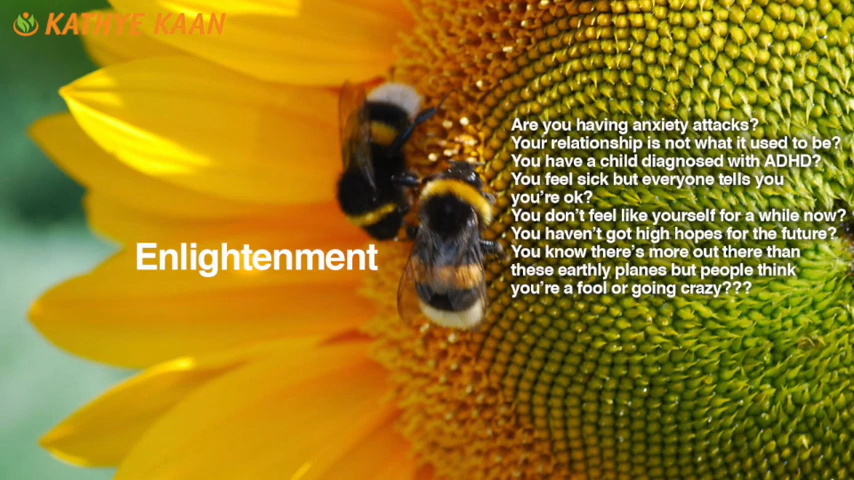 KATHYE KAAN
Enlightenment
Are you having anxiety attacks?
Your relationship is not what it used to be?
You have a child diagnosed with ADHD?
You feel sick but everyone tells you
you're ok?
You don't feel like yourself for a while now?
You haven't got high hopes for the future?
You know there's more out there than
these earthly planes but people think
you're a fool or going crazy???